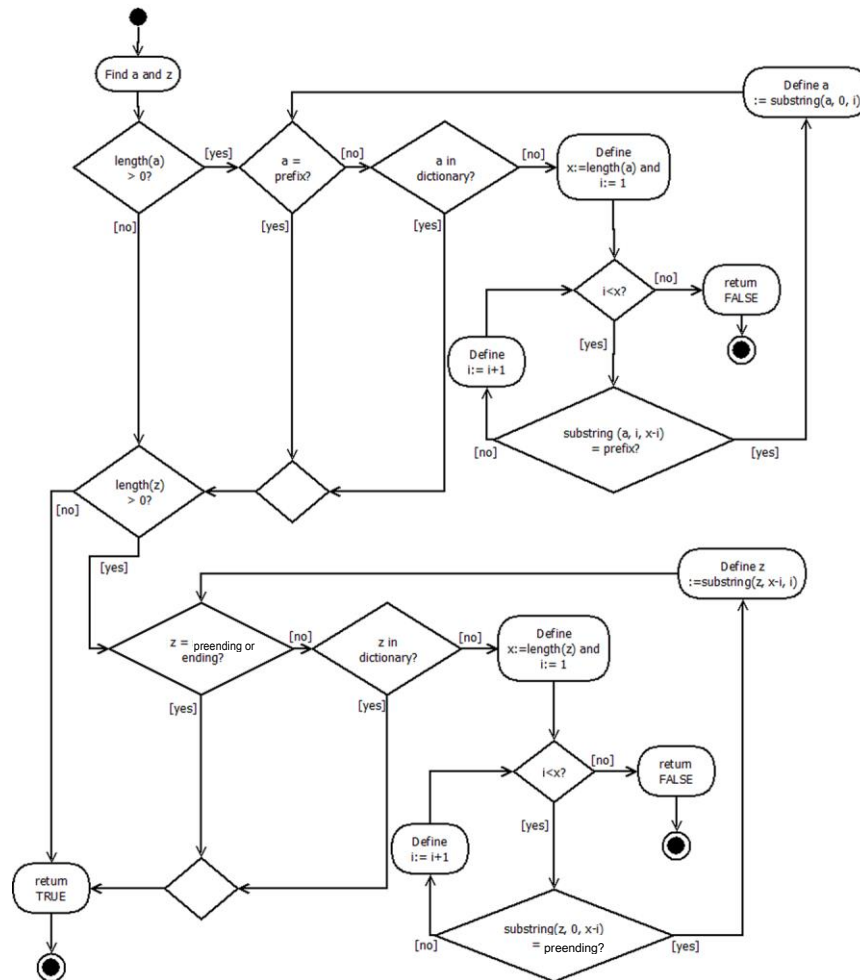 Find a and z
Define a
:= substring(a, 0, i)
length(a)
> 0?
[yes]
[no]
a =
prefix?
[no]
[yes]
a in
dictionary?
[no]
[yes]
Define
x:=length(a) and
i:= 1
i<x?
[no]
[yes]
return
FALSE
Define
i:= i+1
substring (a, i, x-i)
= prefix?
[no]
[yes]
length(z)
> 0?
[no]
[yes]
Define z
:=substring(z, x-i, i)
z = preending or
ending?
[no]
[yes]
z in
dictionary?
[no]
[yes]
Define
x:=length(z) and
i:= 1
i<x?
[no]
[yes]
return
FALSE
Define
i:= i+1
substring(z, 0, x-i)
= preending?
[no]
[yes]
return
TRUE